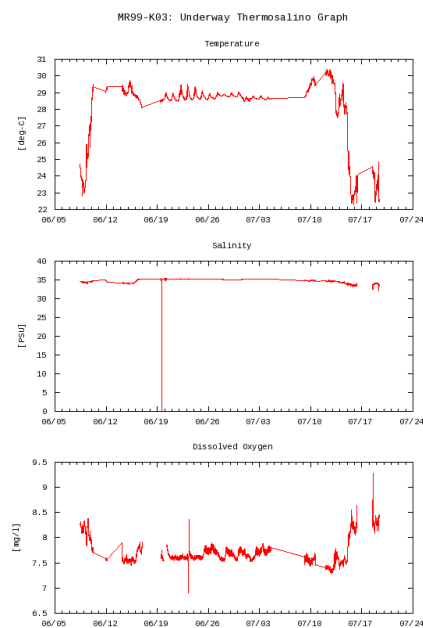 MR99-K03: Underway Thermosalino Graph
Temperature
31
30
29
28
27
26
25
24
23
22
[deg-C]
06/05 06/12 06/19 06/26 07/03 07/10 07/17 07/24
Salinity
40
35
30
25
20
15
10
5
0
[PSU]
06/05 06/12 06/19 06/26 07/03 07/10 07/17 07/24
Dissolved Oxygen
9.5
9
8.5
8
7.5
7
6.5
[mg/l]
06/05 06/12 06/19 06/26 07/03 07/10 07/17 07/24